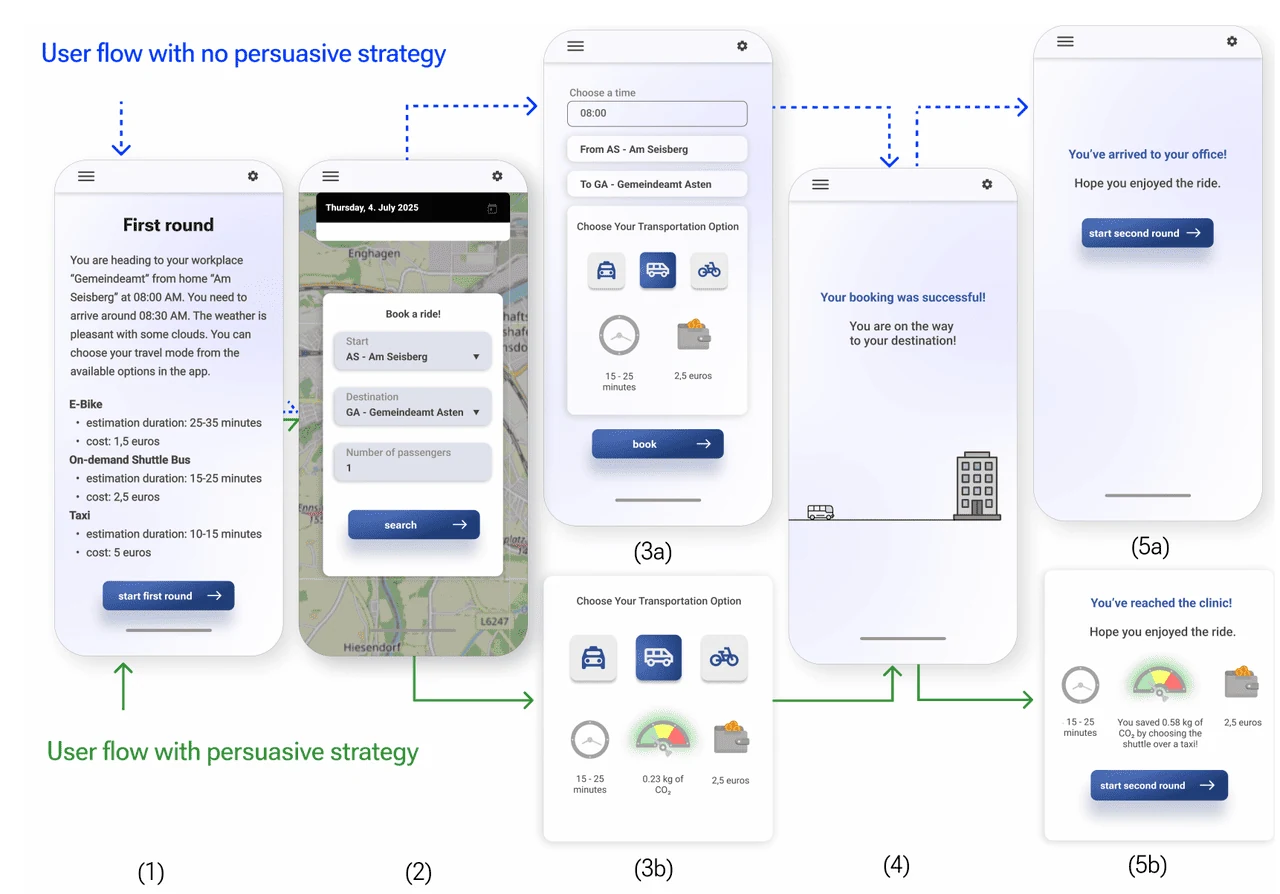 User flow with no persuasive strategy
First round
You are heading to your workplace
“Gemeindeamt” from home “Am
Seisberg” at 08:00 AM. You need to
arrive around 08:30 AM. The weather is
pleasant with some clouds. You can
choose your travel mode from the
available options in the app.
E-Bike
• estimation duration: 25-35 minutes
• cost: 1,5 euros
On-demand Shuttle Bus
• estimation duration: 15-25 minutes
• cost: 2,5 euros
Taxi
• estimation duration: 10-15 minutes
• cost: 5 euros
start first round
(1)
Thursday, 4. July 2025
Enghagen
Book a ride!
Start
AS - Am Seisberg
Destination
GA - Gemeindeamt Asten
Number of passengers
1
search
L6247
Hiesendorf
(2)
Choose a time
08:00
From AS - Am Seisberg
To GA - Gemeindeamt Asten
Choose Your Transportation Option
15 - 25
minutes
2,5 euros
book
(3a)
Choose Your Transportation Option
15 - 25
minutes
0.23 kg of
CO₂
2,5 euros
(3b)
Your booking was successful!
You are on the way
to your destination!
(4)
You’ve arrived to your office!
Hope you enjoyed the ride.
start second round
(5a)
You’ve reached the clinic!
Hope you enjoyed the ride.
15 - 25
minutes
You saved 0.58 kg of
CO₂ by choosing the
shuttle over a taxi!
2,5 euros
start second round
(5b)
User flow with persuasive strategy